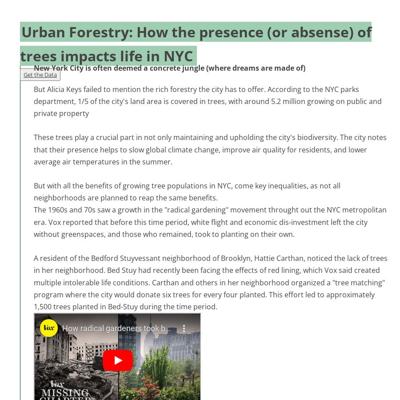 Urban Forestry: How the presence (or absense) of
trees impacts life in NYC
New York City is often deemed a concrete jungle (where dreams are made of)
Get the Data
But Alicia Keys failed to mention the rich forestry the city has to offer. According to the NYC parks
department, 1/5 of the city's land area is covered in trees, with around 5.2 million growing on public and
private property
These trees play a crucial part in not only maintaining and upholding the city's biodiversity. The city notes
that their presence helps to slow global climate change, improve air quality for residents, and lower
average air temperatures in the summer.
But with all the benefits of growing tree populations in NYC, come key inequalities, as not all
neighborhoods are planned to reap the same benefits.
The 1960s and 70s saw a growth in the "radical gardening" movement throught out the NYC metropolitan
era. Vox reported that before this time period, white flight and economic dis-investment left the city
without greenspaces, and those who remained, took to planting on their own.
A resident of the Bedford Stuyvessant neighborhood of Brooklyn, Hattie Carthan, noticed the lack of trees
in her neighborhood. Bed Stuy had recently been facing the effects of red lining, which Vox said created
multiple intolerable life conditions. Carthan and others in her neighborhood organized a "tree matching"
program where the city would donate six trees for every four planted. This effort led to approximately
1,500 trees planted in Bed-Stuy during the time period.
Vox
How radical gardeners took b...
Vox
MISSING
CHAPTER